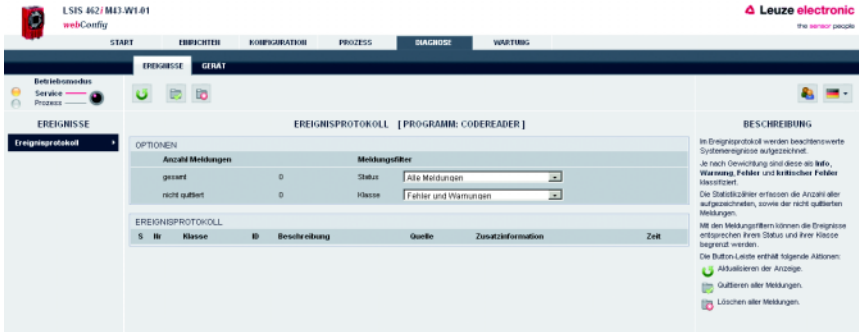 LSIS 462i M43-W1-01
webConfig
Leuze electronic
the sensor people
START EINRICHTEN KONFIGURATION PROZESS DIAGNOSE WARTUNG
EREIGNISSE GERÄT
Betriebsmodus
Service
Prozess
EREIGNISSE
Ereignisprotokoll
EREIGNISPROTOKOLL [ PROGRAMM: CODEREADER ]
OPTIONEN
Anzahl Meldungen Meldungsfilter
gesamt 0 Status Alle Meldungen
nicht quittiert 0 Klasse Fehler und Warnungen
EREIGNISPROTOKOLL
S Nr Klasse ID Beschreibung Quelle Zusatzinformation Zeit
BESCHREIBUNG
Im Ereignisprotokoll werden beachtenswerte
Systemereignisse aufgezeichnet.
Je nach Gewichtung sind diese als Info,
Warnung, Fehler und kritischer Fehler
klassifiziert.
Die Statistikzähler erfassen die Anzahl aller
aufgezeichneten, sowie der nicht quittierten
Meldungen.
Mit den Meldungsfiltern können die Ereignisse
entsprechen ihrem Status und ihrer Klasse
begrenzt werden.
Die Button-Leiste enthält folgende Aktionen:
Aktualisieren der Anzeige.
Quittieren aller Meldungen.
Löschen aller Meldungen.